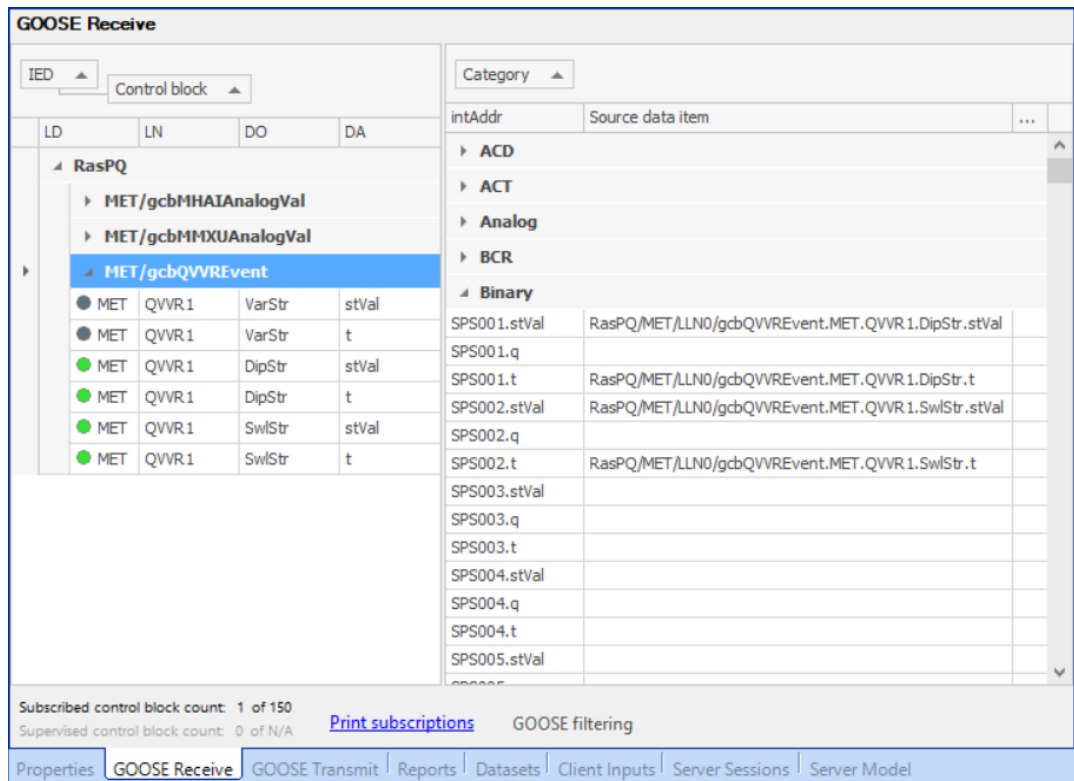 GOOSE Receive
IED
Control block
LD LN DO DA
RasPQ
MET/gcbMHAIAnalogVal
MET/gcbMMXUAnalogVal
MET/gcbQVVREvent
MET QVVR1 VarStr stVal
MET QVVR1 VarStr t
MET QVVR1 DipStr stVal
MET QVVR1 DipStr t
MET QVVR1 SwlStr stVal
MET QVVR1 SwlStr t
Category
intAddr Source data item ...
ACD
ACT
Analog
BCR
Binary
SPS001.stVal RasPQ/MET/LLN0/gcbQVVREvent.MET.QVVR1.DipStr.stVal
SPS001.q
SPS001.t RasPQ/MET/LLN0/gcbQVVREvent.MET.QVVR1.DipStr.t
SPS002.stVal RasPQ/MET/LLN0/gcbQVVREvent.MET.QVVR1.SwlStr.stVal
SPS002.q
SPS002.t RasPQ/MET/LLN0/gcbQVVREvent.MET.QVVR1.SwlStr.t
SPS003.stVal
SPS003.q
SPS003.t
SPS004.stVal
SPS004.q
SPS004.t
SPS005.stVal
Subscribed control block count: 1 of 150
Supervised control block count: 0 of N/A
Print subscriptions GOOSE filtering
Properties GOOSE Receive GOOSE Transmit Reports Datasets Client Inputs Server Sessions Server Model